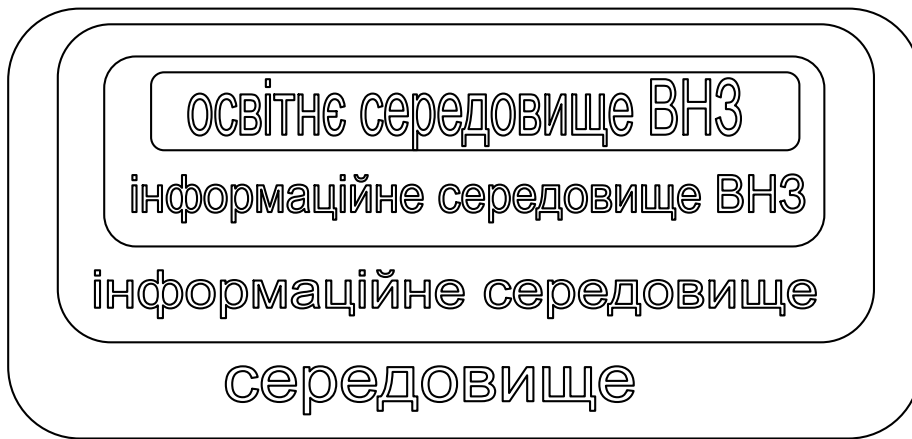 освітнє середовище ВНЗ
інформаційне середовище ВНЗ
інформаційне середовище
середовище